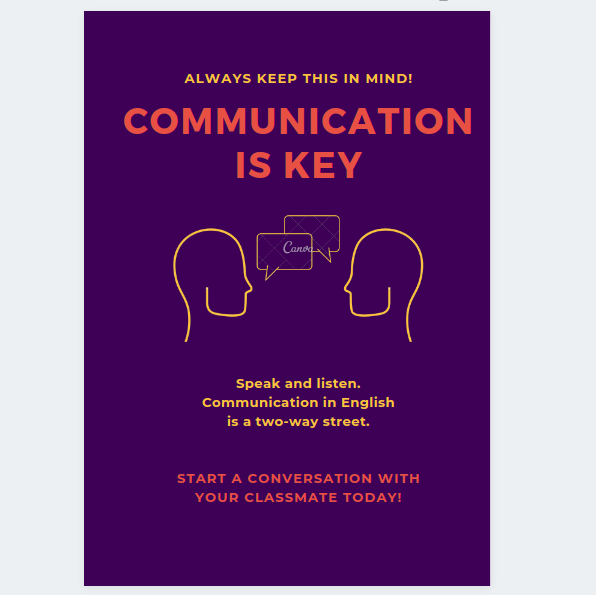 ALWAYS KEEP THIS IN MIND!
COMMUNICATION
IS KEY
Canva
Speak and listen.
Communication in English
is a two-way street.
START A CONVERSATION WITH
YOUR CLASSMATE TODAY!